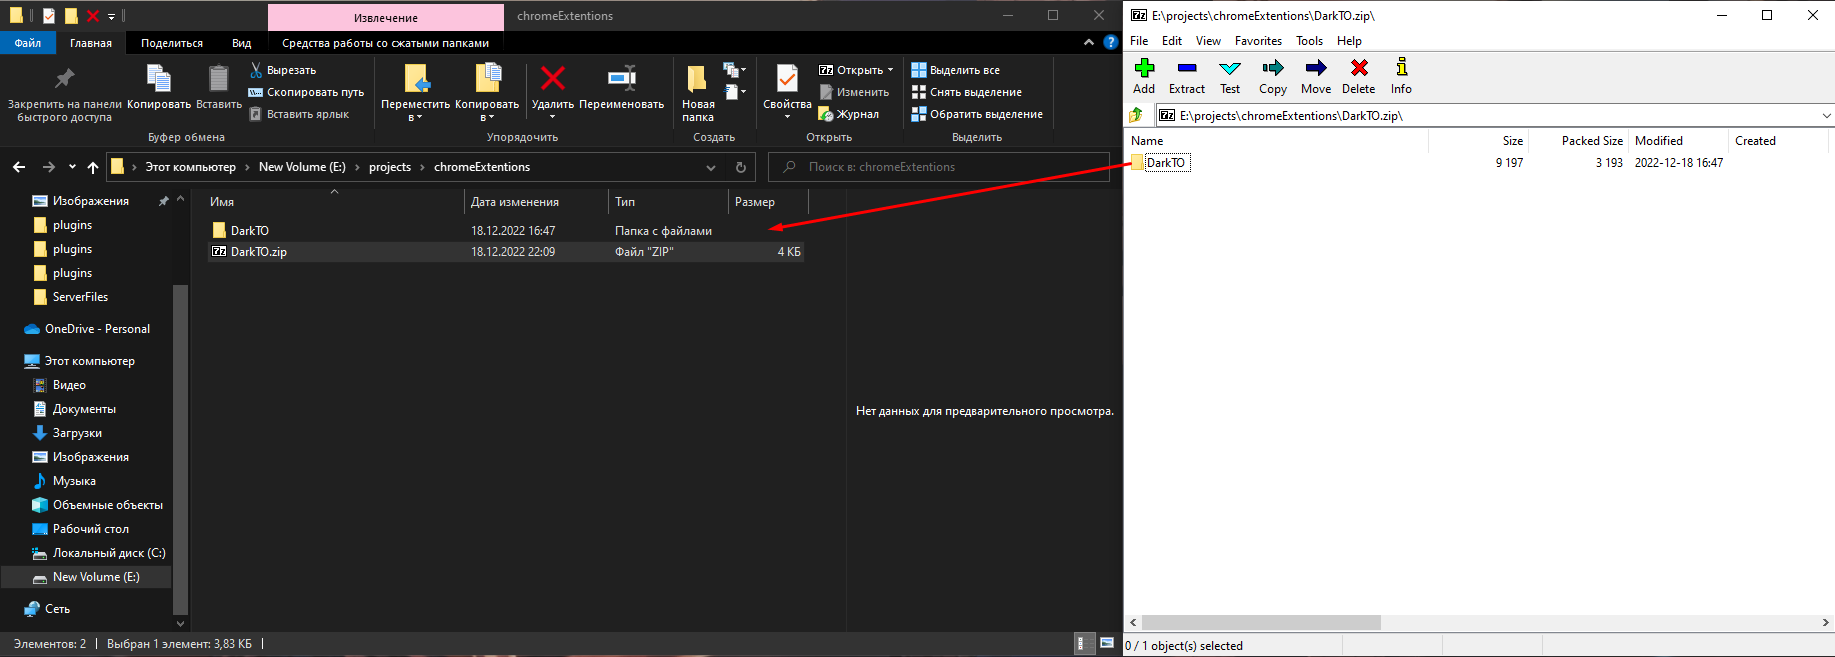 Извлечение
chromeExtentions
Файл
Главная
Поделиться
Вид
Средства работы со сжатыми папками
Закрепить на панели
быстрого доступа
Копировать
Вставить
Вырезать
Скопировать путь
Вставить ярлык
Буфер обмена
Переместить
в
Копировать
в
Удалить
Переименовать
Упорядочить
Новая
папка
Создать
Свойства
Открыть
Изменить
Журнал
Открыть
Выделить все
Снять выделение
Обратить выделение
Выделить
Этот компьютер
New Volume (E:)
projects
chromeExtentions
Поиск в: chromeExtentions
Изображения
plugins
plugins
plugins
ServerFiles
OneDrive - Personal
Этот компьютер
Видео
Документы
Загрузки
Изображения
Музыка
Объемные объекты
Рабочий стол
Локальный диск (C:)
New Volume (E:)
Сеть
Имя Дата изменения Тип Размер
DarkTO 18.12.2022 16:47 Папка с файлами
DarkTO.zip 18.12.2022 22:09 Файл "ZIP" 4 КБ
Нет данных для предварительного просмотра.
Элементов: 2 Выбран 1 элемент: 3,83 КБ
E:\projects\chromeExtentions\DarkTO.zip\
File Edit View Favorites Tools Help
Add Extract Test Copy Move Delete Info
E:\projects\chromeExtentions\DarkTO.zip\
Name Size Packed Size Modified Created
DarkTO 9 197 3 193 2022-12-18 16:47
0 / 1 object(s) selected